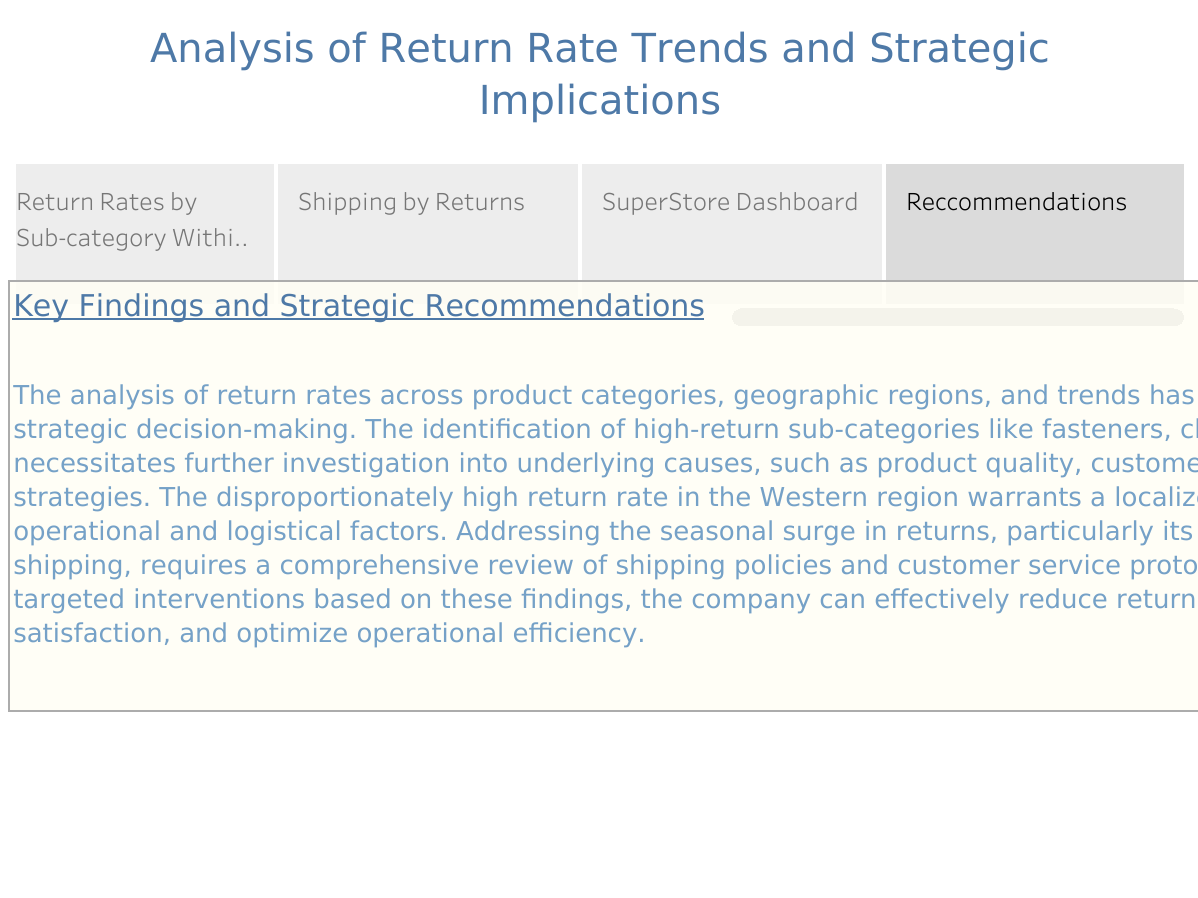 Analysis of Return Rate Trends and Strategic
Implications
Return Rates by
Sub-category Withi..
Shipping by Returns
SuperStore Dashboard
Reccommendations
Key Findings and Strategic Recommendations
The analysis of return rates across product categories, geographic regions, and trends has
strategic decision-making. The identification of high-return sub-categories like fasteners,
necessitates further investigation into underlying causes, such as product quality,
strategies. The disproportionately high return rate in the Western region warrants a
operational and logistical factors. Addressing the seasonal surge in returns, particularly its
shipping, requires a comprehensive review of shipping policies and customer service
targeted interventions based on these findings, the company can effectively reduce return
satisfaction, and optimize operational efficiency.